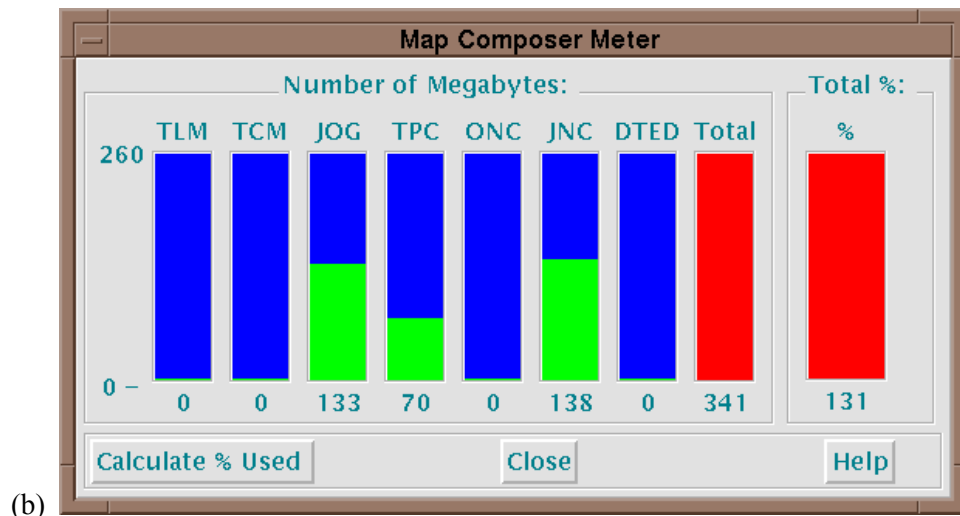 Map Composer Meter
Number of Megabytes: Total %:
TLM TCM JOG TPC ONC JNC DTED Total %
260
0 –
0 0 133 70 0 138 0 341 131
Calculate % Used Close Help
(b)